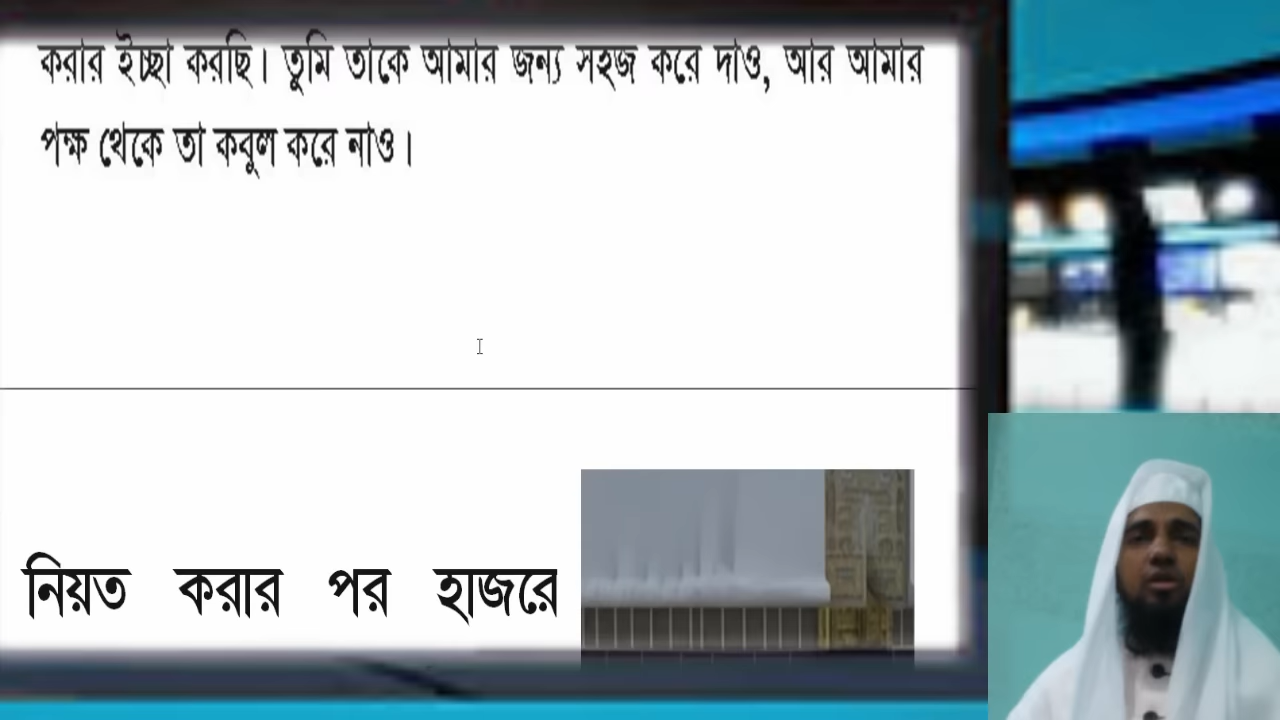 করার ইচ্ছা করছি। তুমি তাকে আমার জন্য সহজ করে দাও, আর আমার
পক্ষ থেকে তা কবুল করে নাও।
নিয়ত করার পর হাজরে